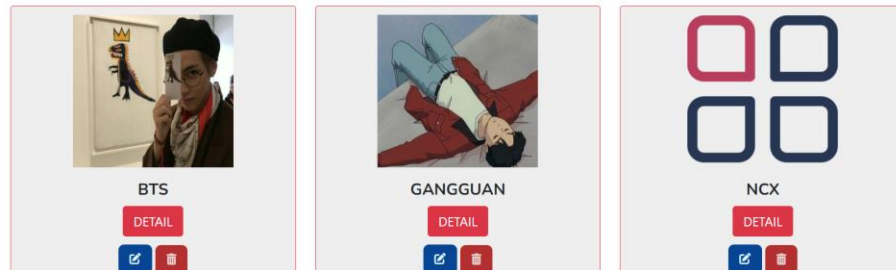 BTS
DETAIL
GANGGUAN
DETAIL
NCX
DETAIL